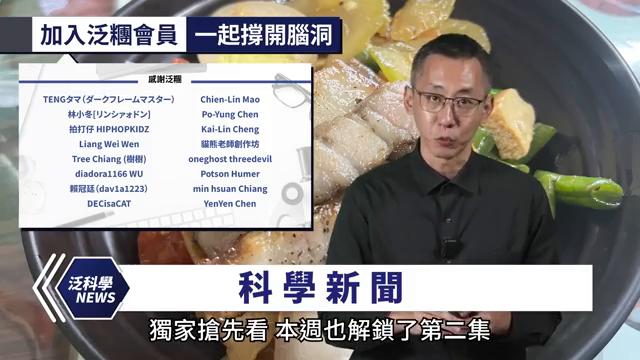 加入泛糰會員 一起撐開腦洞
感謝泛糰
TENGタマ（ダークフレームマスター）
林小冬[リンシァォドン]
拍打仔 HIPHOPKIDZ
Liang Wei Wen
Tree Chiang (樹樹)
diadora1166 WU
賴冠廷（dav1a1223）
DECisaCAT
Chien-Lin Mao
Po-Yung Chen
Kai-Lin Cheng
貓熊老師創作坊
oneghost threedevil
Potson Humer
min hsuan Chiang
YenYen Chen
泛科學
NEWS
科學新聞
獨家搶先看 本週也解鎖了第二集